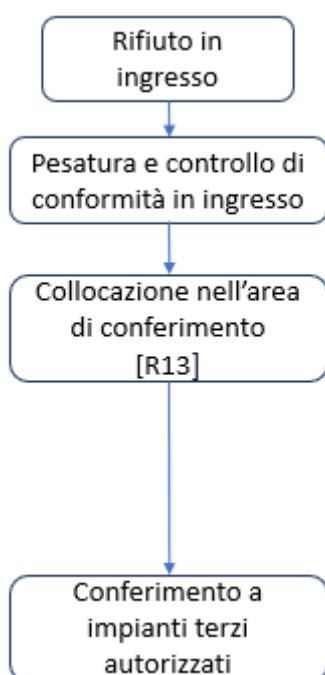 Rifiuto in
ingresso
Pesatura e controllo di
conformità in ingresso
Collocazione nell’area
di conferimento
[R13]
Conferimento a
impianti terzi
autorizzati